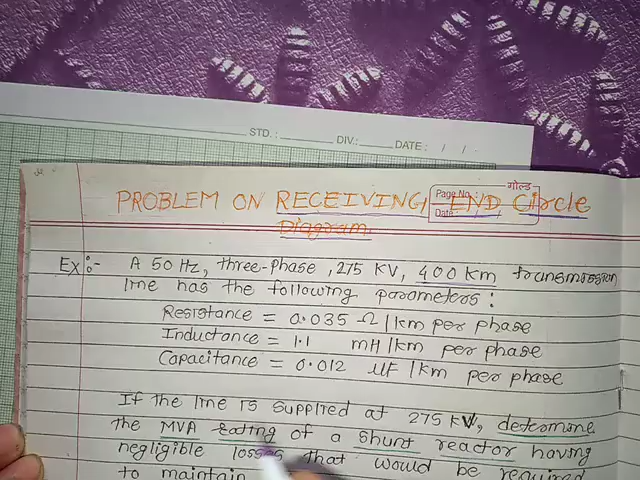 STD.: DIV.: DATE: / /
गोल्ड
Page No.
Date:
PROBLEM ON RECEIVING END Circle
Diagram
Ex:- A 50 Hz, three-phase, 275 KV, 400 Km transmission
line has the following parameters:
Resistance = 0.035 Ω/km per phase
Inductance = 1.1 mH/km per phase
Capacitance = 0.012 μF/km per phase
If the line is supplied at 275 kV, determine
the MVA rating of a shunt reactor having
negligible losses that would be required
to maintain